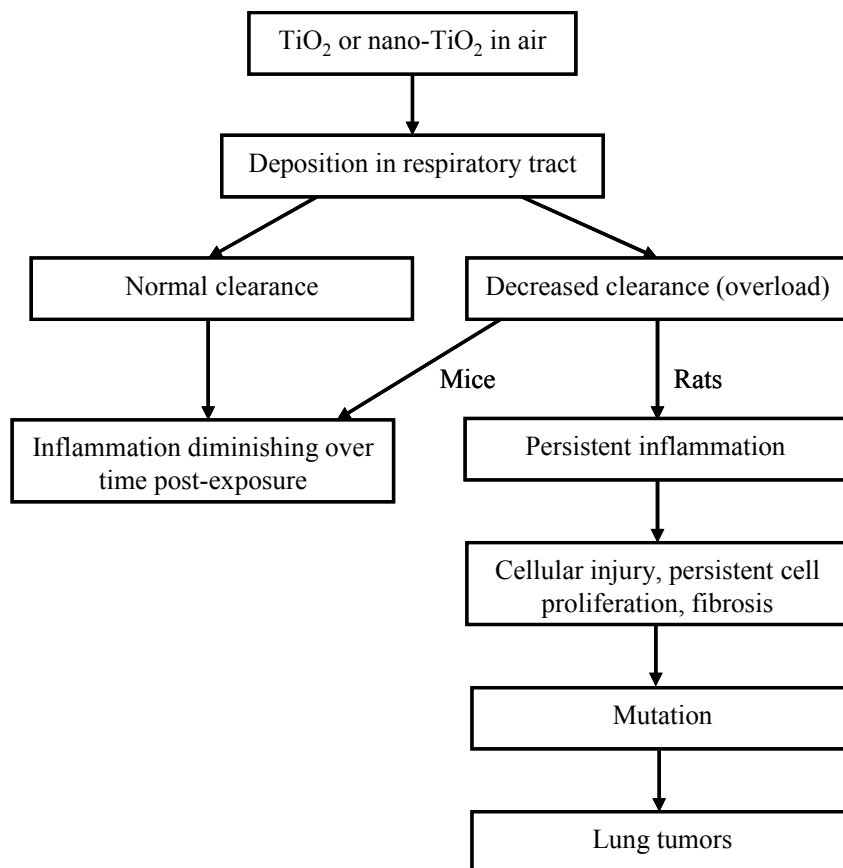 TiO₂ or nano-TiO₂ in air
Deposition in respiratory tract
Normal clearance
Decreased clearance (overload)
Mice
Rats
Inflammation diminishing over
time post-exposure
Persistent inflammation
Cellular injury, persistent cell
proliferation, fibrosis
Mutation
Lung tumors